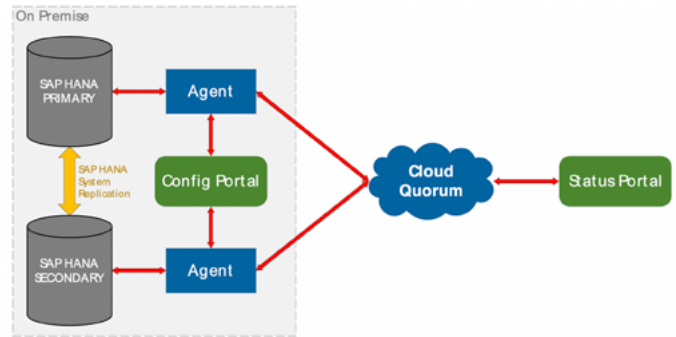 On Premise
SAP HANA
PRIMARY
Agent
SAP HANA
System
Replication
Config Portal
Cloud
Quorum
Status Portal
SAP HANA
SECONDARY
Agent